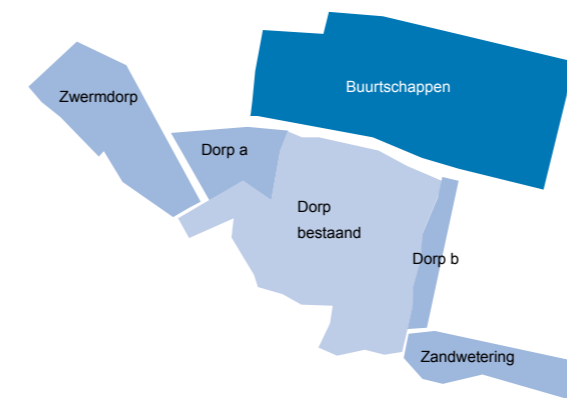 Buurtschappen
Zwermdorp
Dorp a
Dorp
bestaand
Dorp b
Zandwetering